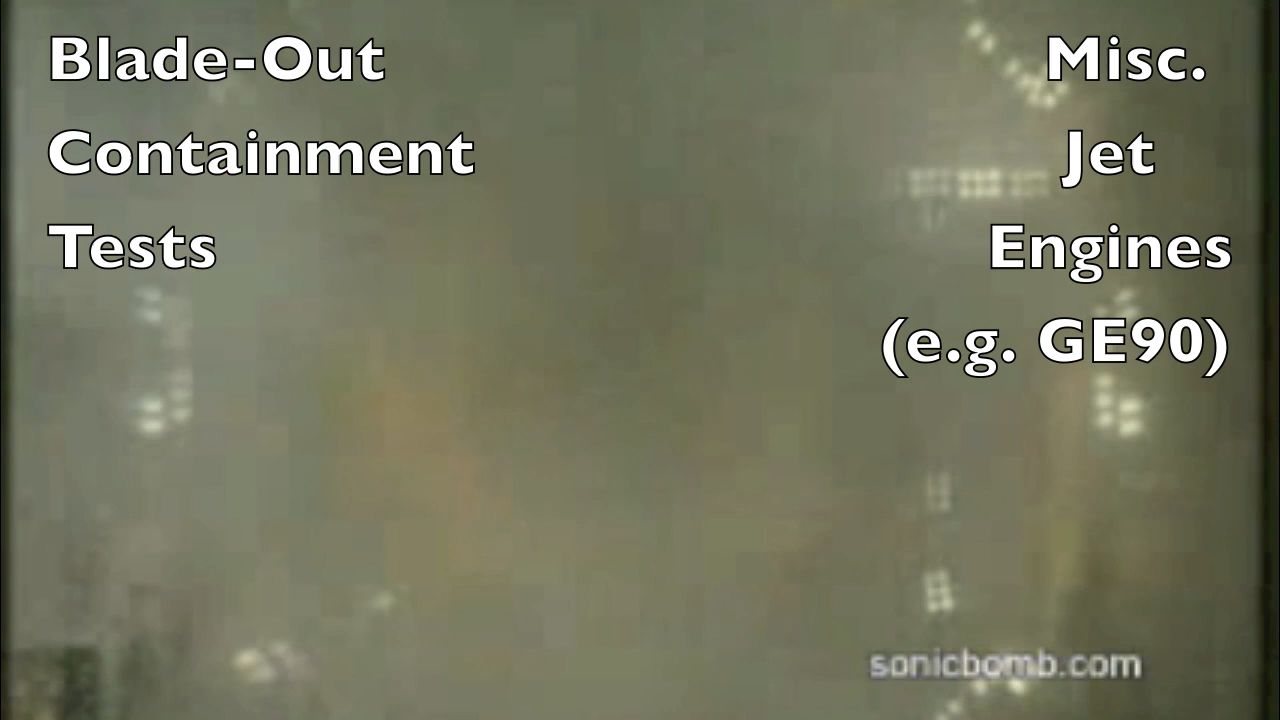 Blade-Out
Containment
Tests
Misc.
Jet
Engines
(e.g. GE90)
sonicbomb.com